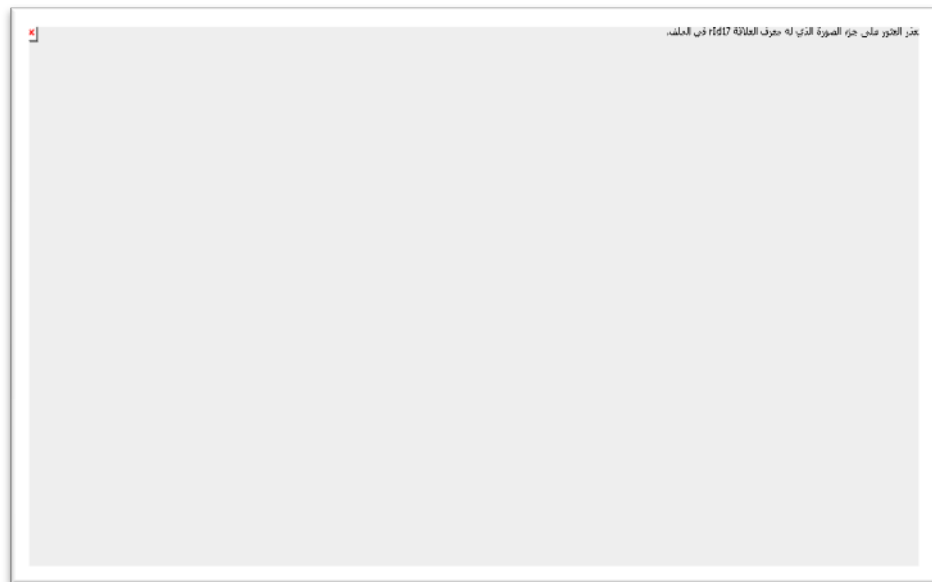 تعذر العثور على جزء الصورة الذي له معرف العلاقة rId17 في الملف.